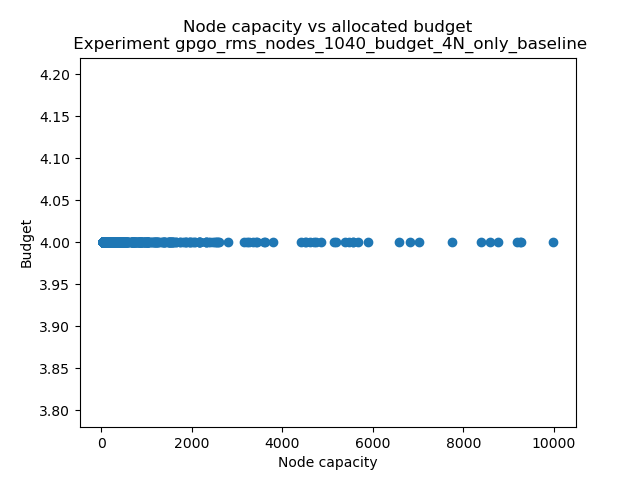 Node capacity vs allocated budget
Experiment gpgo_rms_nodes_1040_budget_4N_only_baseline
4.20
4.15
4.10
4.05
4.00
3.95
3.90
3.85
3.80
Budget
0 2000 4000 6000 8000 10000
Node capacity